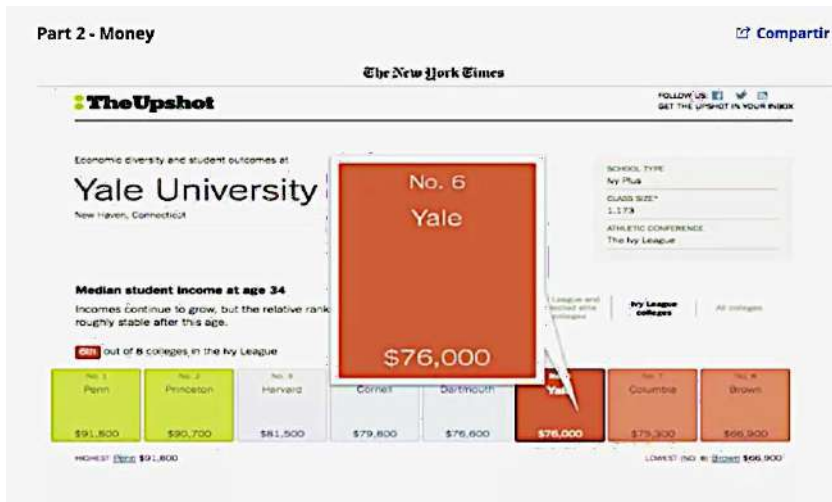 Part 2 - Money
Compartir
The New York Times
TheUpshot
FOLLOW US:
GET THE UPSHOT IN YOUR INBOX
Economic diversity and student outcomes at
Yale University
New Haven, Connecticut
SCHOOL TYPE
Ivy Plus
CLASS SIZE*
1,173
ATHLETIC CONFERENCE
The Ivy League
No. 6
Yale
$76,000
Median student income at age 34
Incomes continue to grow, but the relative rank
roughly stable after this age.
League and
colleges
Ivy League
colleges
All colleges
6th out of 8 colleges in the Ivy League
No. 1 No. 2 No. 7 No. 8
Penn Princeton Harvard Cornell Dartmouth Columbia Brown
$91,800 $90,700 $81,500 $79,800 $76,600 $76,000 $75,300 $66,900
HIGHEST Penn $91,800
LOWEST (NO. 8) Brown $66,900